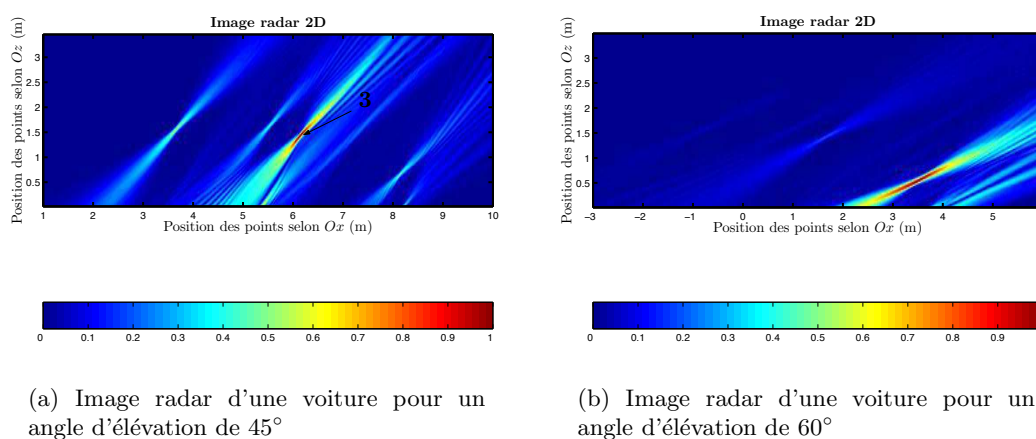 Image radar 2D
Position des points selon Oz (m)
3
2.5
2
1.5
1
0.5
3
1 2 3 4 5 6 7 8 9 10
Position des points selon Ox (m)
0 0.1 0.2 0.3 0.4 0.5 0.6 0.7 0.8 0.9 1
(a) Image radar d'une voiture pour un
angle d'élévation de 45°
Image radar 2D
Position des points selon Oz (m)
3
2.5
2
1.5
1
0.5
−3 −2 −1 0 1 2 3 4 5
Position des points selon Ox (m)
0 0.1 0.2 0.3 0.4 0.5 0.6 0.7 0.8 0.9
(b) Image radar d'une voiture pour un
angle d'élévation de 60°